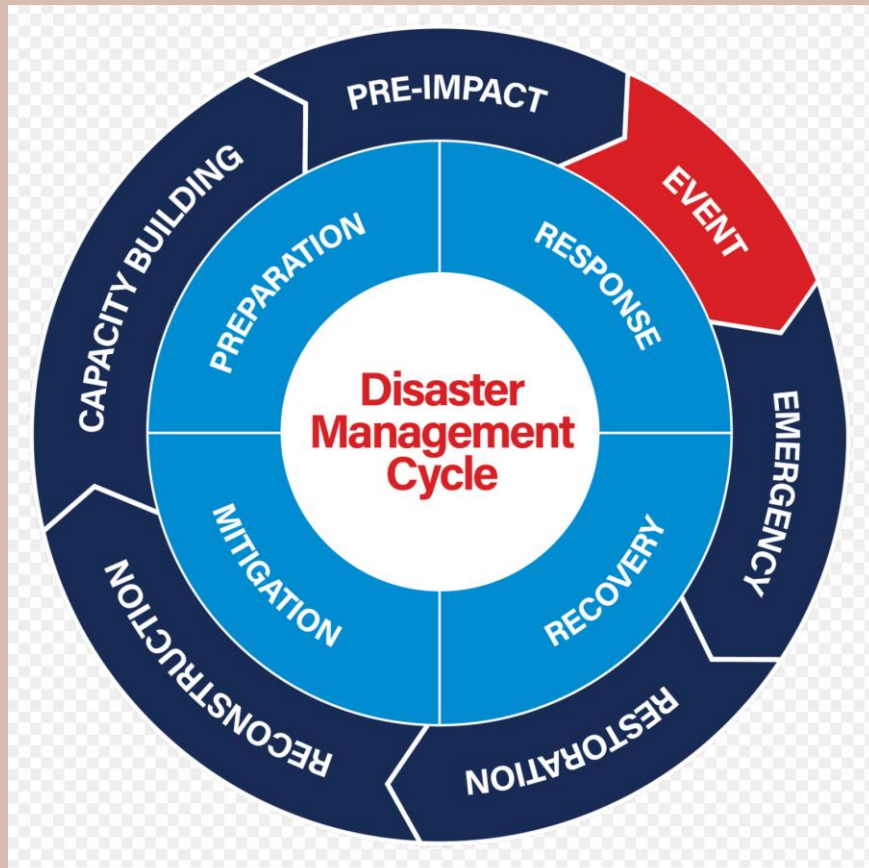 PRE-IMPACT
EVENT
EMERGENCY
RESTORATION
RECONSTRUCTION
CAPACITY BUILDING
PREPARATION
RESPONSE
RECOVERY
MITIGATION
Disaster
Management
Cycle